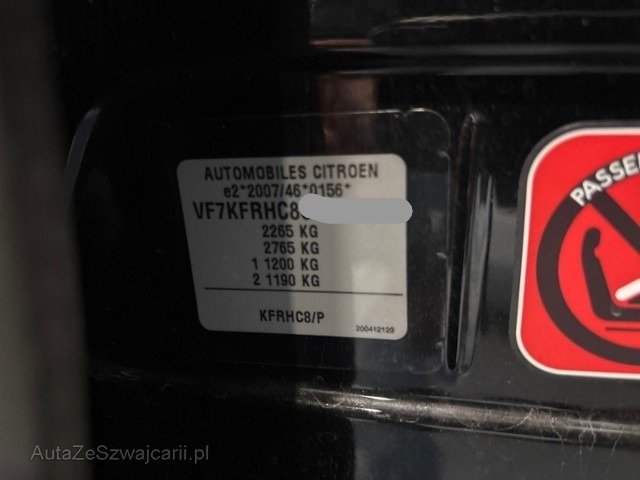 AUTOMOBILES CITROEN
e2*2007/46*0156*
VF7KFRHC8
2265 KG
2765 KG
1 1200 KG
2 1190 KG
KFRHC8/P
200412123
PASSE
AutaZeSzwajcarii.pl